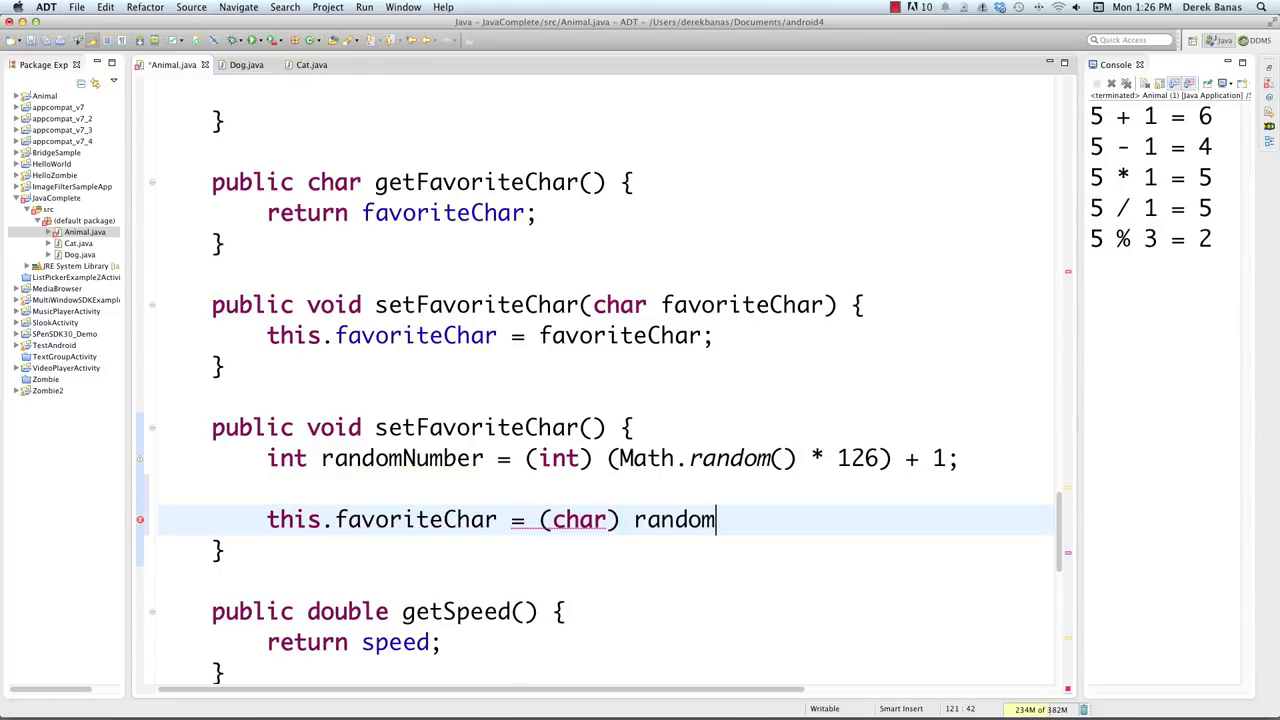 ADT File Edit Refactor Source Navigate Search Project Run Window Help 10 Mon 1:26 PM Derek Banas
Java - JavaComplete/src/Animal.java - ADT - /Users/derekbanas/Documents/android4
Quick Access Java DDMS
Package Exp
Animal
appcompat_v7
appcompat_v7_2
appcompat_v7_3
appcompat_v7_4
BridgeSample
HelloWorld
HelloZombie
ImageFilterSampleApp
JavaComplete
src
(default package)
Animal.java
Cat.java
Dog.java
JRE System Library [Ja
ListPickerExample2Activi
MediaBrowser
MultiWindowSDKExample
MusicPlayerActivity
SlookActivity
SPenSDK30_Demo
TestAndroid
TextGroupActivity
VideoPlayerActivity
Zombie
Zombie2
*Animal.java Dog.java Cat.java
}
public char getFavoriteChar() {
return favoriteChar;
}
public void setFavoriteChar(char favoriteChar) {
this.favoriteChar = favoriteChar;
}
public void setFavoriteChar() {
int randomNumber = (int) (Math.random() * 126) + 1;
this.favoriteChar = (char) random
}
public double getSpeed() {
return speed;
}
Console
<terminated> Animal (1) [Java Application] /S
5 + 1 = 6
5 - 1 = 4
5 * 1 = 5
5 / 1 = 5
5 % 3 = 2
Writable Smart Insert 121 : 42 234M of 382M